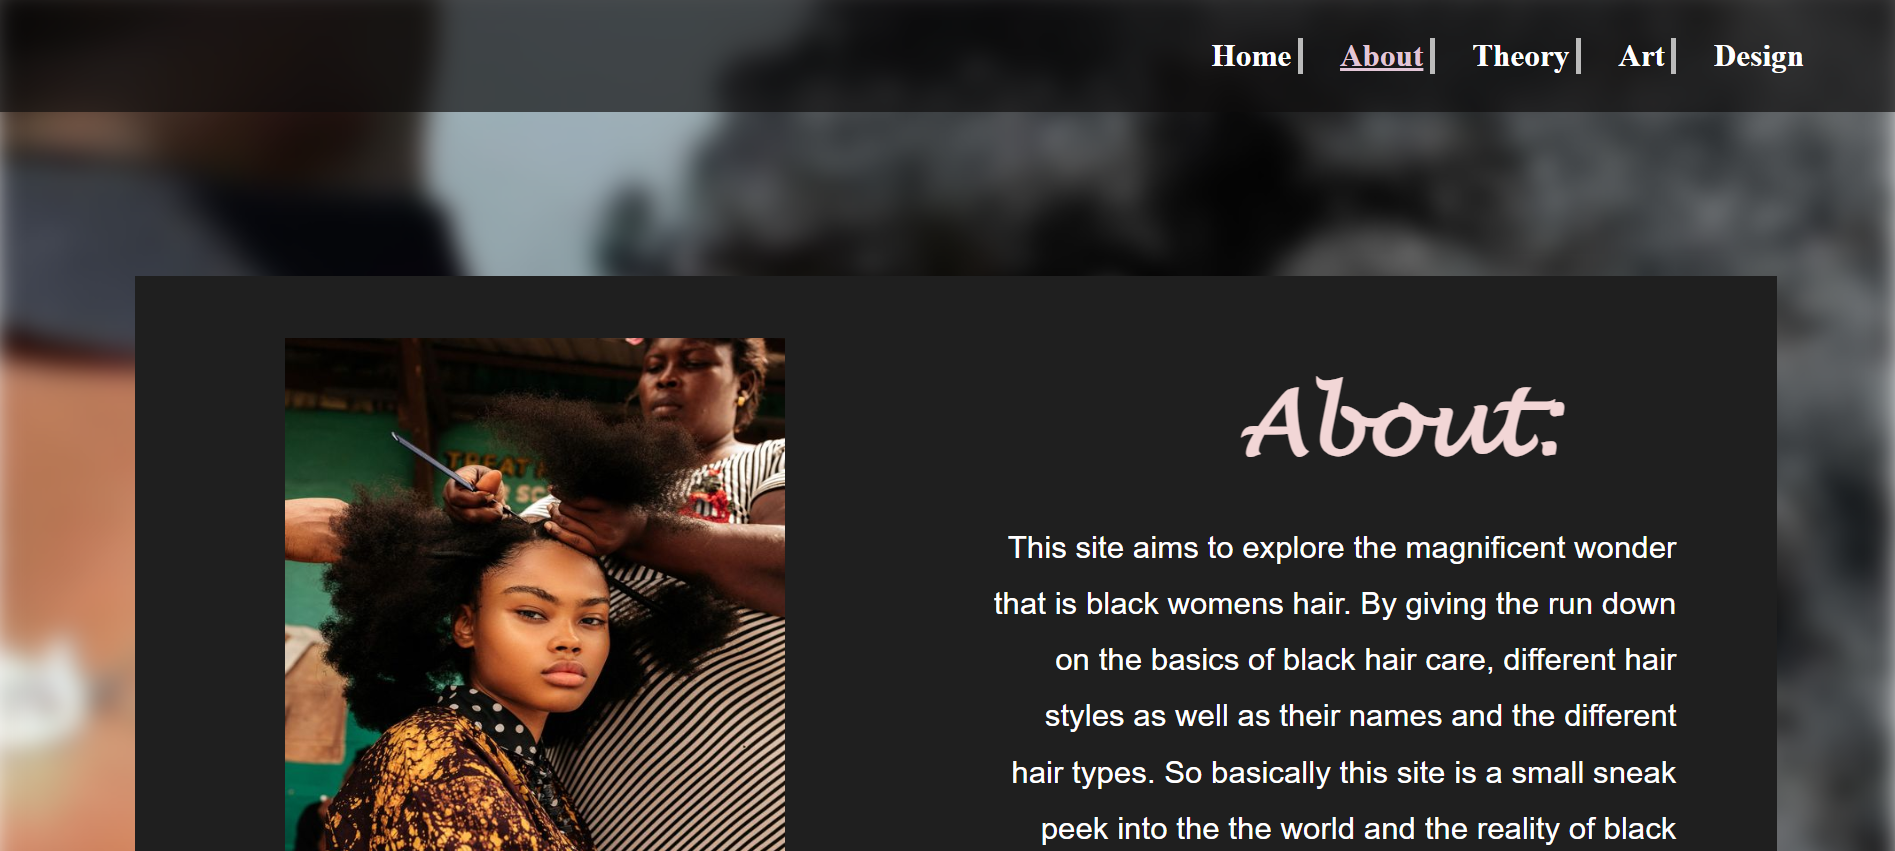 Home
About
Theory
Art
Design
About:
This site aims to explore the magnificent wonder
that is black womens hair. By giving the run down
on the basics of black hair care, different hair
styles as well as their names and the different
hair types. So basically this site is a small sneak
peek into the the world and the reality of black